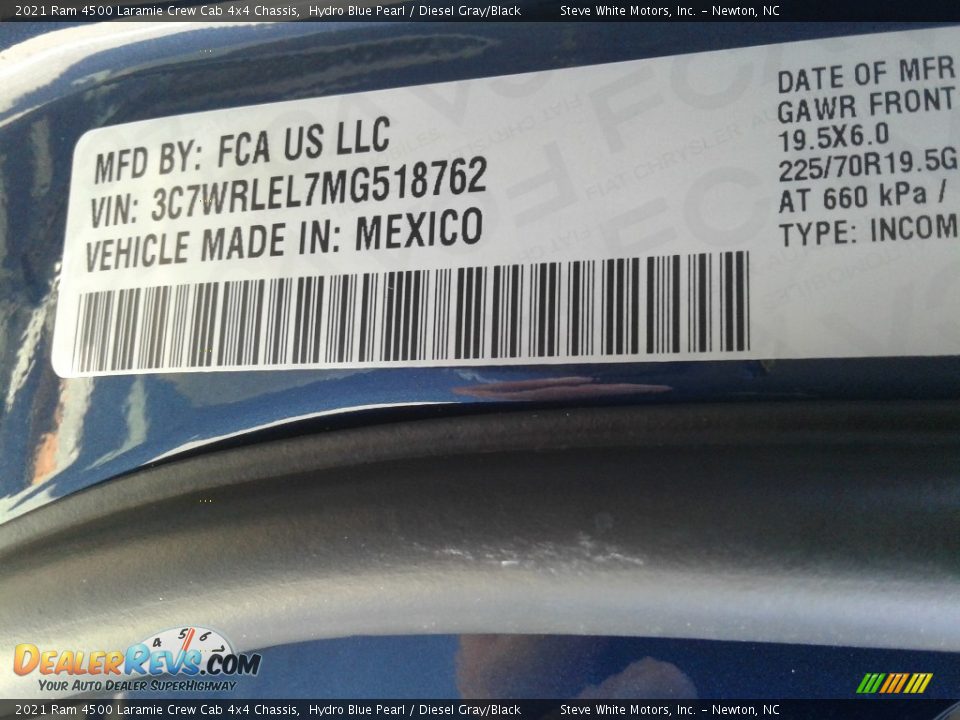 2021 Ram 4500 Laramie Crew Cab 4x4 Chassis, Hydro Blue Pearl / Diesel Gray/Black Steve White Motors, Inc. – Newton, NC
MFD BY: FCA US LLC
VIN: 3C7WRLEL7MG518762
VEHICLE MADE IN: MEXICO
DATE OF MFR
GAWR FRONT
19.5X6.0
225/70R19.5G
AT 660 kPa /
TYPE: INCOM
4 5 6
DEALERREVS.COM
YOUR AUTO DEALER SUPERHIGHWAY
2021 Ram 4500 Laramie Crew Cab 4x4 Chassis, Hydro Blue Pearl / Diesel Gray/Black Steve White Motors, Inc. – Newton, NC